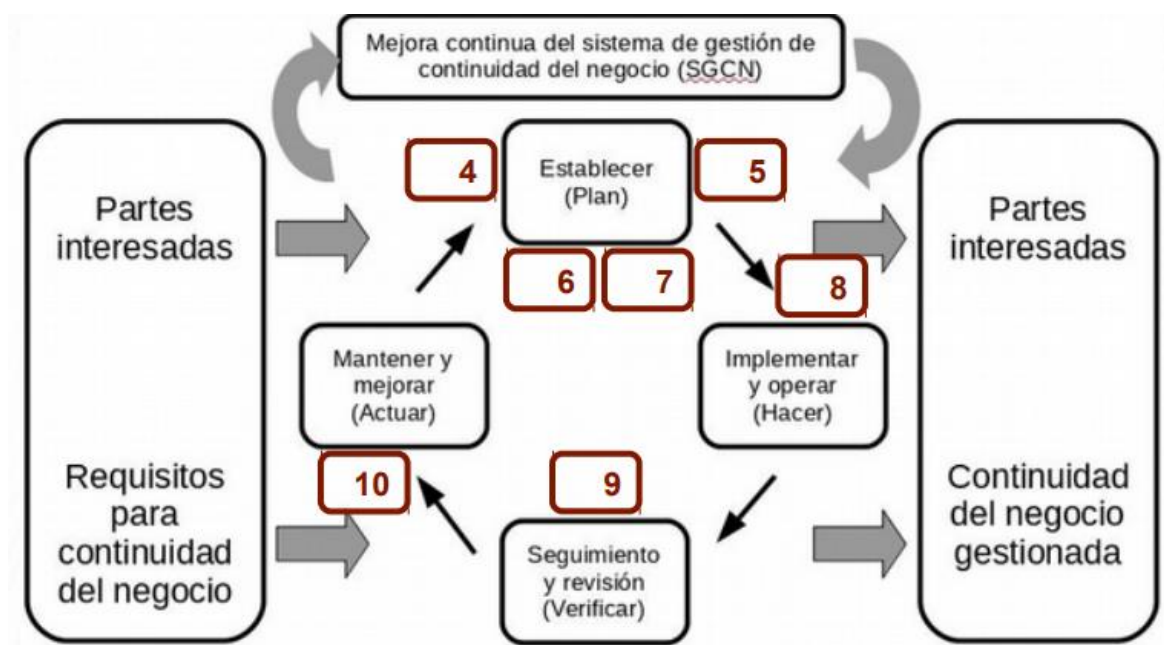 Mejora continua del sistema de gestión de
continuidad del negocio (SGCN)
Partes
interesadas
Requisitos
para
continuidad
del negocio
4
Establecer
(Plan)
5
6
7
8
Mantener y
mejorar
(Actuar)
Implementar
y operar
(Hacer)
10
9
Seguimiento
y revisión
(Verificar)
Partes
interesadas
Continuidad
del negocio
gestionada